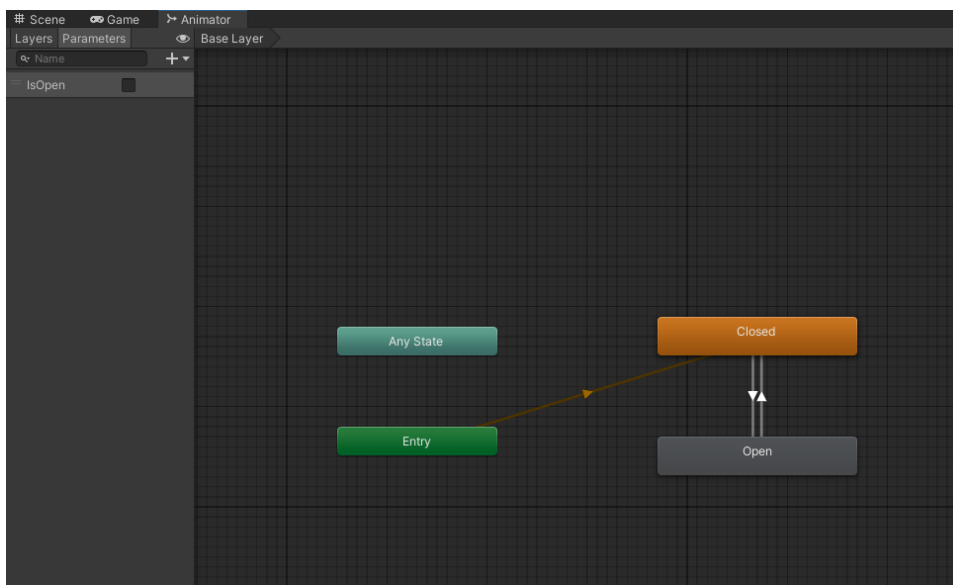 Scene Game Animator
Layers Parameters Base Layer
Name
IsOpen
Closed
Any State
Entry
Open